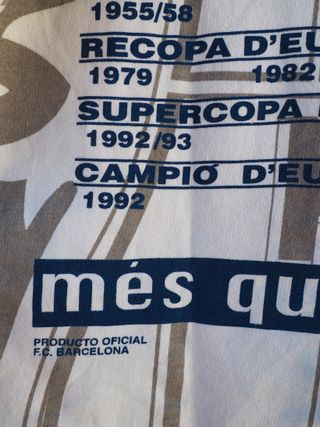 1955/58
RECOPA D'EU
1979 1982
SUPERCOPA
1992/93
CAMPIÓ D'EU
1992
més qu
PRODUCTO OFICIAL
F.C. BARCELONA